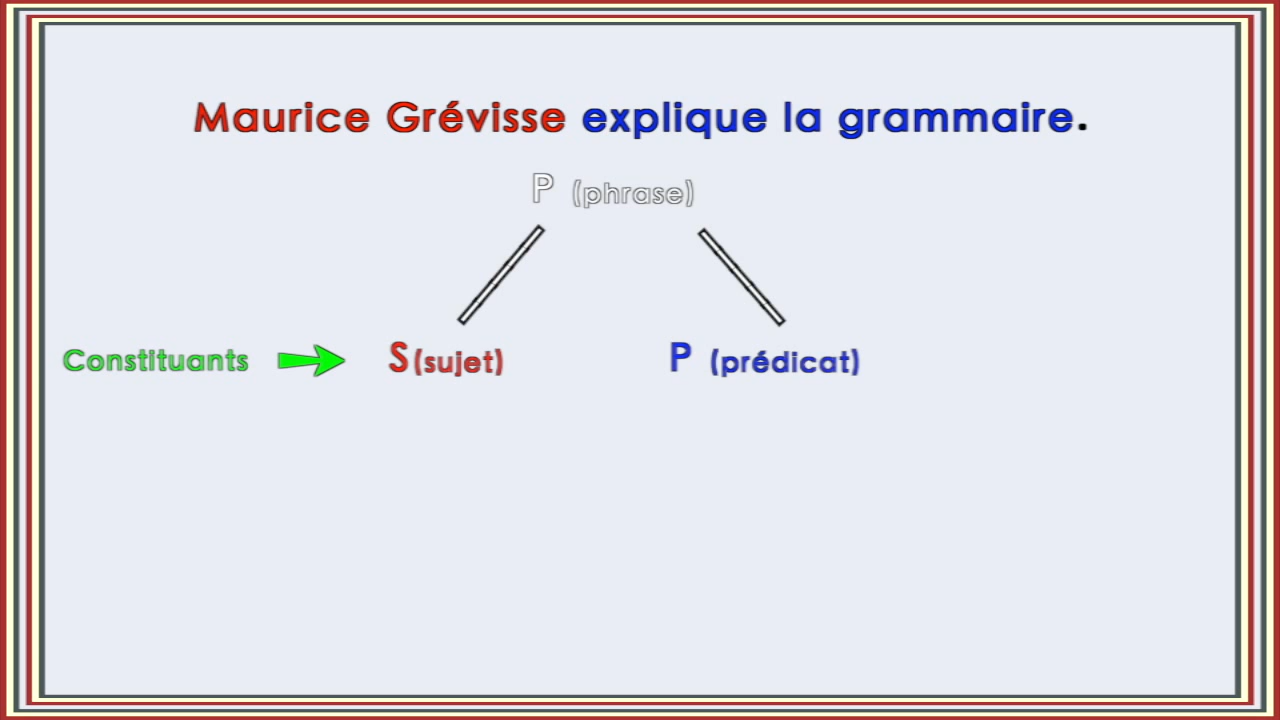 Maurice Grévisse explique la grammaire.
P (phrase)
Constituants S (sujet) P (prédicat)